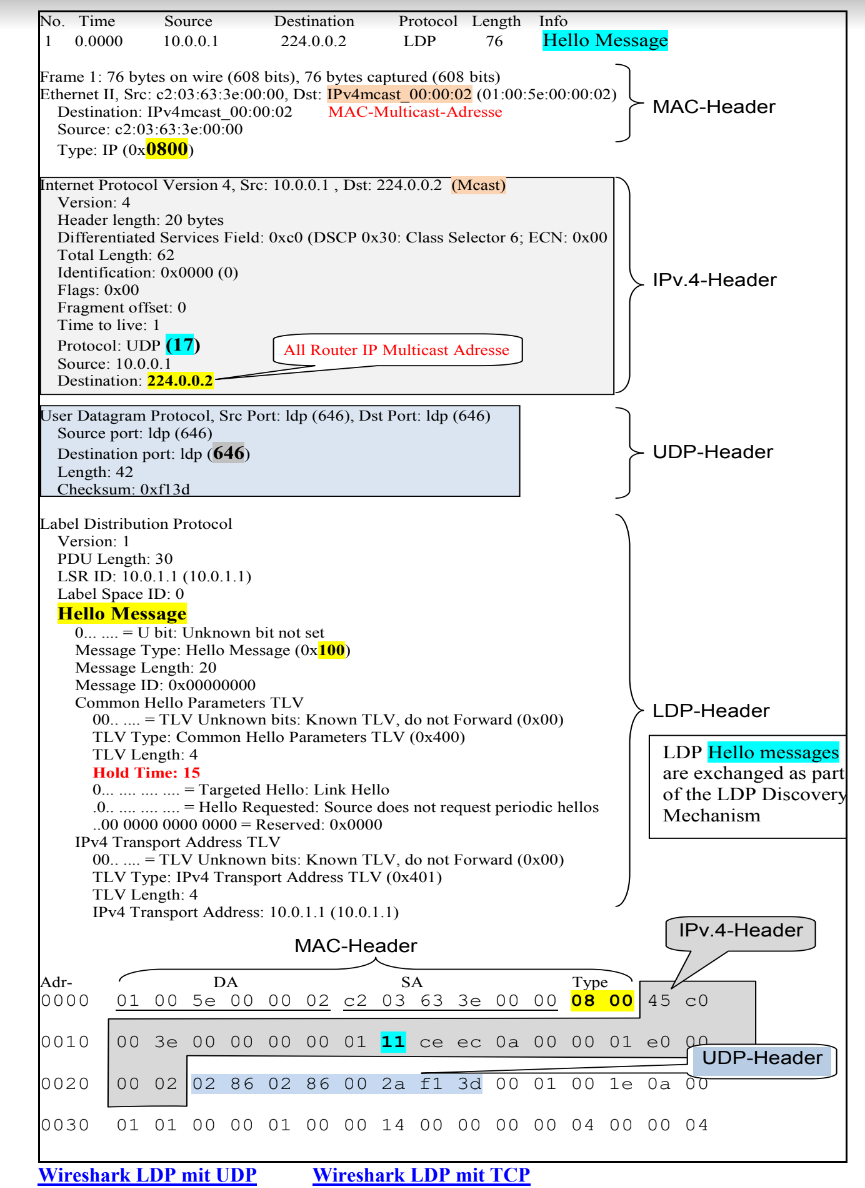 No. Time Source Destination Protocol Length Info
1 0.0000 10.0.0.1 224.0.0.2 LDP 76 Hello Message
Frame 1: 76 bytes on wire (608 bits), 76 bytes captured (608 bits)
Ethernet II, Src: c2:03:63:3e:00:00, Dst: IPv4mcast_00:00:02 (01:00:5e:00:00:02)
Destination: IPv4mcast_00:00:02 MAC-Multicast-Adresse
Source: c2:03:63:3e:00:00
Type: IP (0x0800)
MAC-Header
Internet Protocol Version 4, Src: 10.0.0.1 , Dst: 224.0.0.2 (Mcast)
Version: 4
Header length: 20 bytes
Differentiated Services Field: 0xc0 (DSCP 0x30: Class Selector 6; ECN: 0x00
Total Length: 62
Identification: 0x0000 (0)
Flags: 0x00
Fragment offset: 0
Time to live: 1
Protocol: UDP (17)
Source: 10.0.0.1
Destination: 224.0.0.2
All Router IP Multicast Adresse
IPv.4-Header
User Datagram Protocol, Src Port: ldp (646), Dst Port: ldp (646)
Source port: ldp (646)
Destination port: ldp (646)
Length: 42
Checksum: 0xf13d
UDP-Header
Label Distribution Protocol
Version: 1
PDU Length: 30
LSR ID: 10.0.1.1 (10.0.1.1)
Label Space ID: 0
Hello Message
0... .... = U bit: Unknown bit not set
Message Type: Hello Message (0x100)
Message Length: 20
Message ID: 0x00000000
Common Hello Parameters TLV
00.. .... = TLV Unknown bits: Known TLV, do not Forward (0x00)
TLV Type: Common Hello Parameters TLV (0x400)
TLV Length: 4
Hold Time: 15
0... .... .... .... = Targeted Hello: Link Hello
.0.. .... .... .... = Hello Requested: Source does not request periodic hellos
..00 0000 0000 0000 = Reserved: 0x0000
IPv4 Transport Address TLV
00.. .... = TLV Unknown bits: Known TLV, do not Forward (0x00)
TLV Type: IPv4 Transport Address TLV (0x401)
TLV Length: 4
IPv4 Transport Address: 10.0.1.1 (10.0.1.1)
LDP-Header
LDP Hello messages
are exchanged as part
of the LDP Discovery
Mechanism
IPv.4-Header
MAC-Header
Adr- DA SA Type
0000 01 00 5e 00 00 02 c2 03 63 3e 00 00 08 00 45 c0
0010 00 3e 00 00 00 00 01 11 ce ec 0a 00 00 01 e0 00
UDP-Header
0020 00 02 02 86 02 86 00 2a f1 3d 00 01 00 1e 0a 00
0030 01 01 00 00 01 00 00 14 00 00 00 00 04 00 00 04
Wireshark LDP mit UDP Wireshark LDP mit TCP